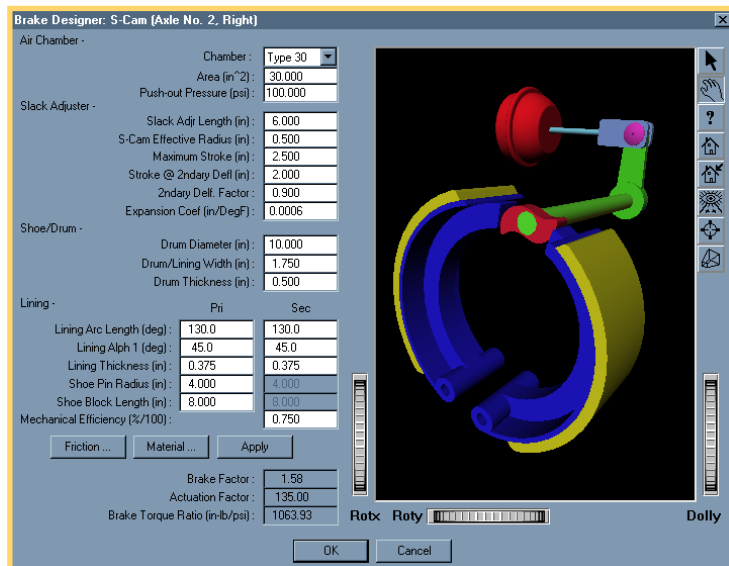 Brake Designer: S-Cam (Axle No. 2, Right)
Air Chamber -
Chamber : Type 30
Area (in^2) : 30.000
Push-out Pressure (psi) : 100.000
Slack Adjuster -
Slack Adjr Length (in) : 6.000
S-Cam Effective Radius (in) : 0.500
Maximum Stroke (in) : 2.500
Stroke @ 2ndary Defl (in) : 2.000
2ndary Delf. Factor : 0.900
Expansion Coef (in/DegF) : 0.0006
Shoe/Drum -
Drum Diameter (in) : 10.000
Drum/Lining Width (in) : 1.750
Drum Thickness (in) : 0.500
Lining - Pri Sec
Lining Arc Length (deg) : 130.0 130.0
Lining Alph 1 (deg) : 45.0 45.0
Lining Thickness (in) : 0.375 0.375
Shoe Pin Radius (in) : 4.000 4.000
Shoe Block Length (in) : 8.000 8.000
Mechanical Efficiency (%/100) : 0.750
Friction ... Material ... Apply
Brake Factor : 1.58
Actuation Factor : 135.00
Brake Torque Ratio (in-lb/psi) : 1063.93
Rotx Roty Dolly
OK Cancel
?